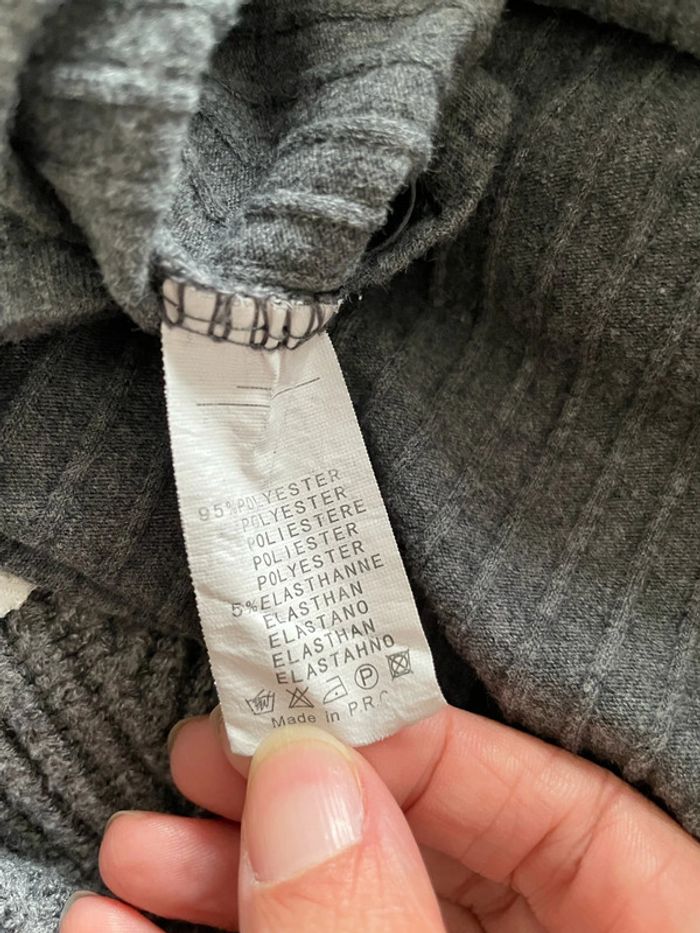 95%POLYESTER
POLYESTER
POLIESTERE
POLIESTER
POLYESTER
5%ELASTHANNE
ELASTHAN
ELASTANO
ELASTHAN
ELASTAHNO
P
Made in P.R.C